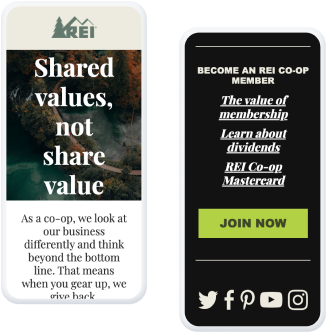 REI
Shared
values,
not
share
value
As a co-op, we look at
our business
differently and think
beyond the bottom
line. That means
when you gear up, we
give back
BECOME AN REI CO-OP
MEMBER
The value of
membership
Learn about
dividends
REI Co-op
Mastercard
JOIN NOW